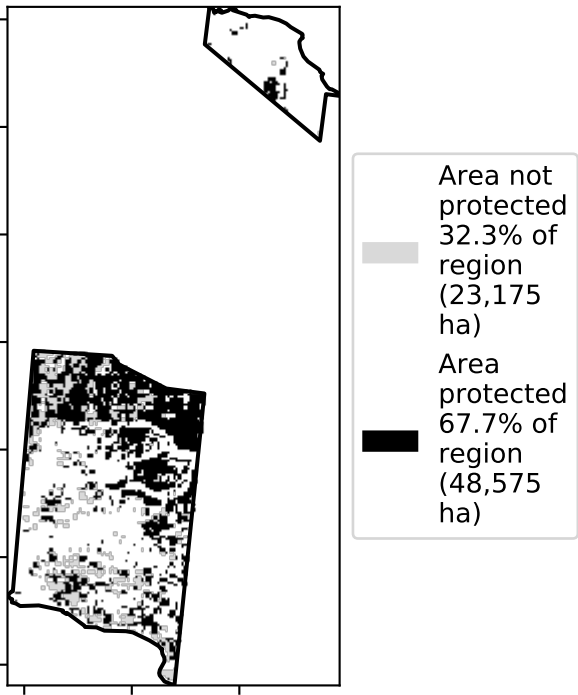 Area not
protected
32.3% of
region
(23,175
ha)
Area
protected
67.7% of
region
(48,575
ha)